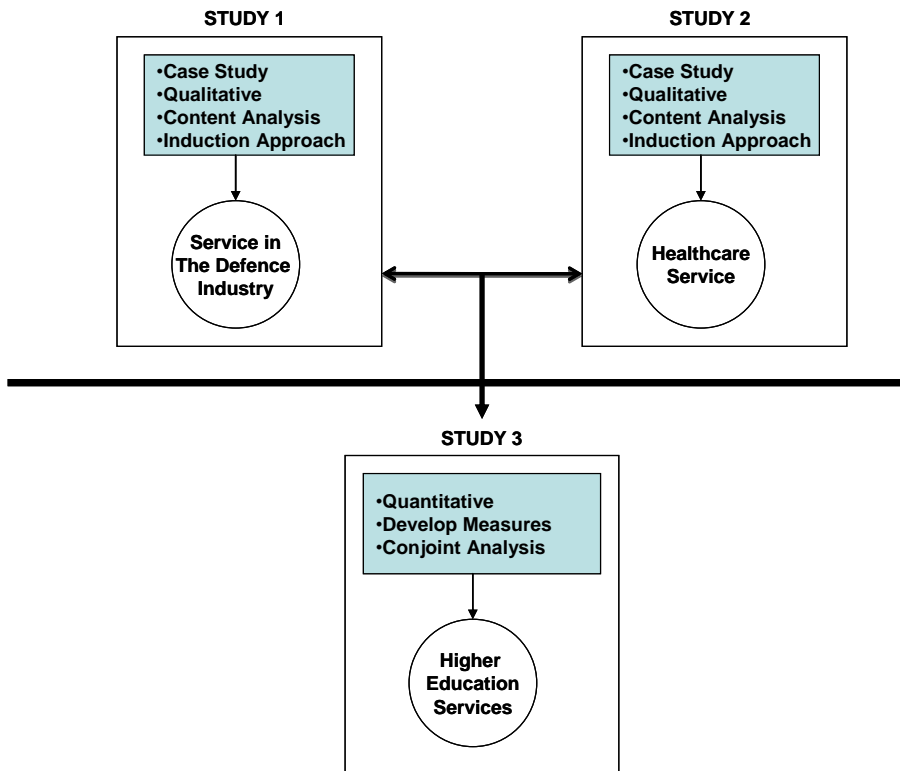 STUDY 1
•Case Study
•Qualitative
•Content Analysis
•Induction Approach
Service in
The Defence
Industry
STUDY 2
•Case Study
•Qualitative
•Content Analysis
•Induction Approach
Healthcare
Service
STUDY 3
•Quantitative
•Develop Measures
•Conjoint Analysis
Higher
Education
Services